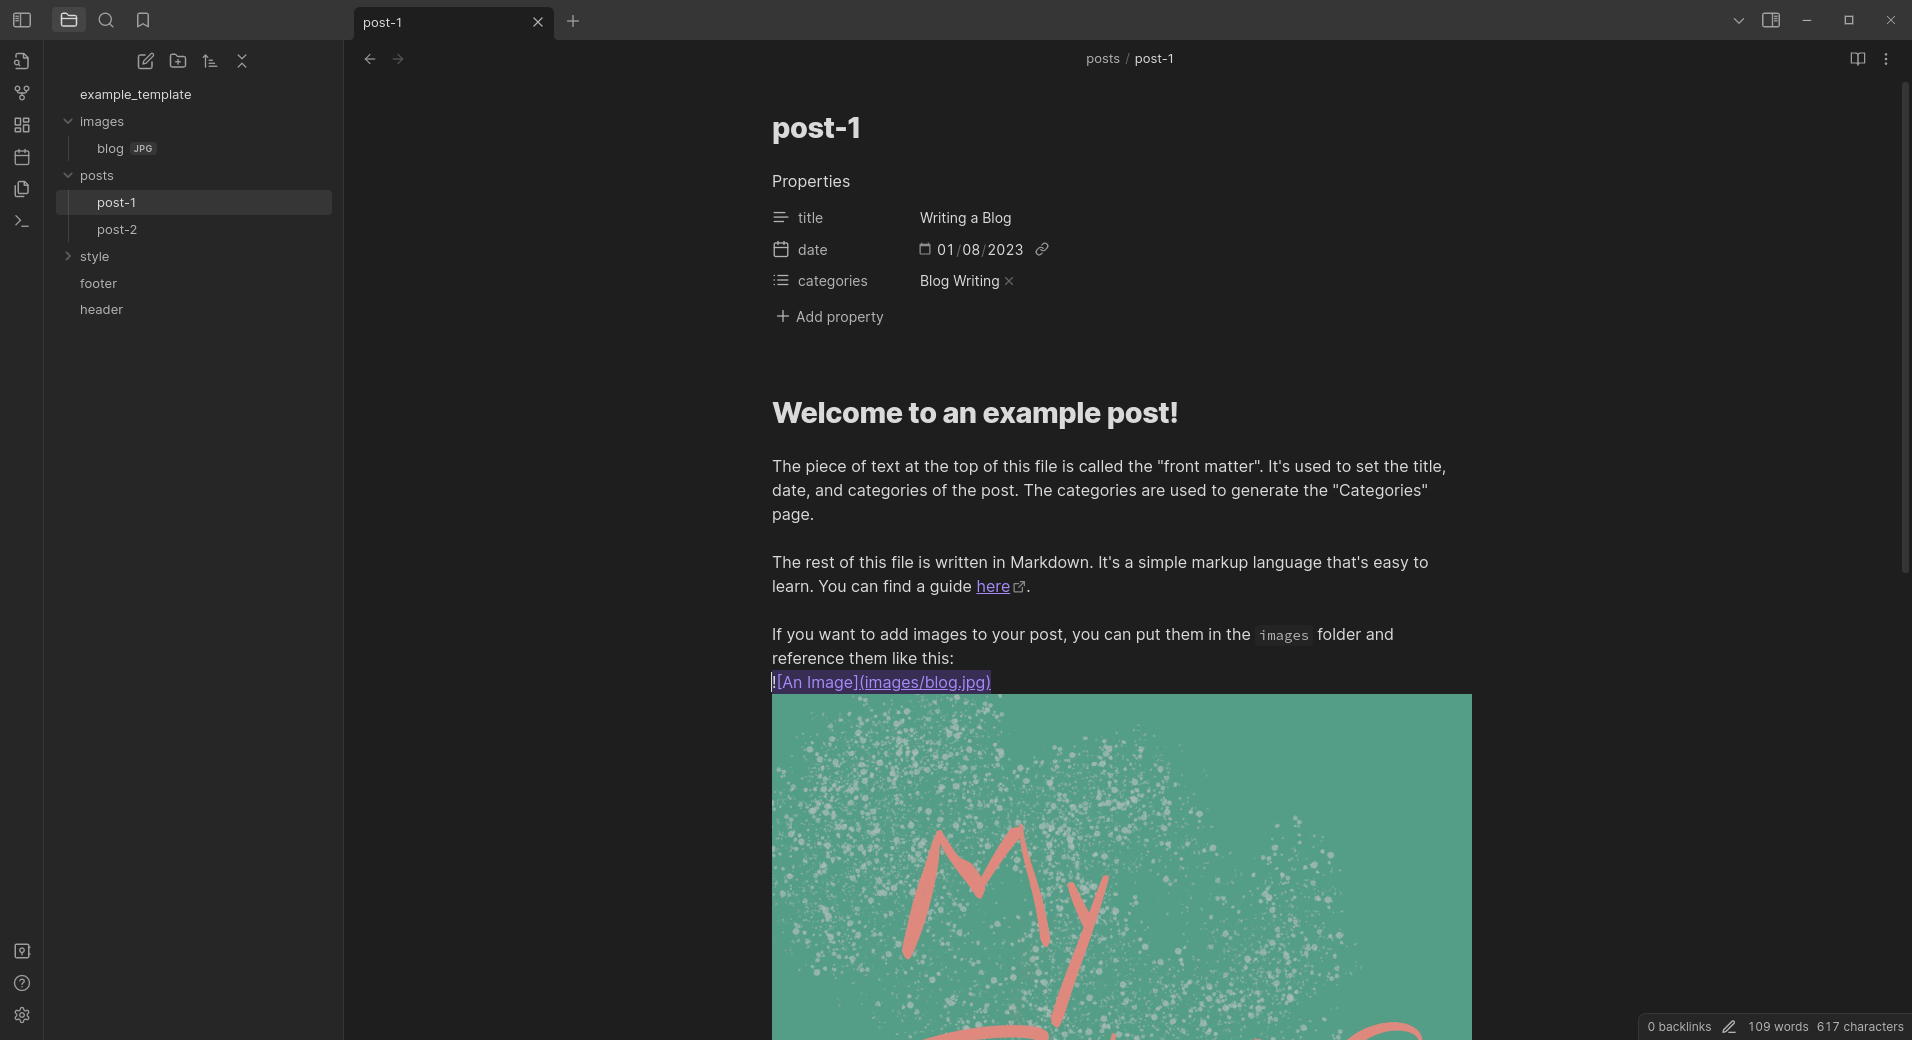 post-1
posts / post-1
example_template
images
blog JPG
posts
post-1
post-2
style
footer
header
post-1
Properties
title Writing a Blog
date 01/08/2023
categories Blog Writing
Add property
Welcome to an example post!
The piece of text at the top of this file is called the "front matter". It's used to set the title,
date, and categories of the post. The categories are used to generate the "Categories"
page.
The rest of this file is written in Markdown. It's a simple markup language that's easy to
learn. You can find a guide here.
If you want to add images to your post, you can put them in the images folder and
reference them like this:
![An Image](images/blog.jpg)
My
0 backlinks 109 words 617 characters